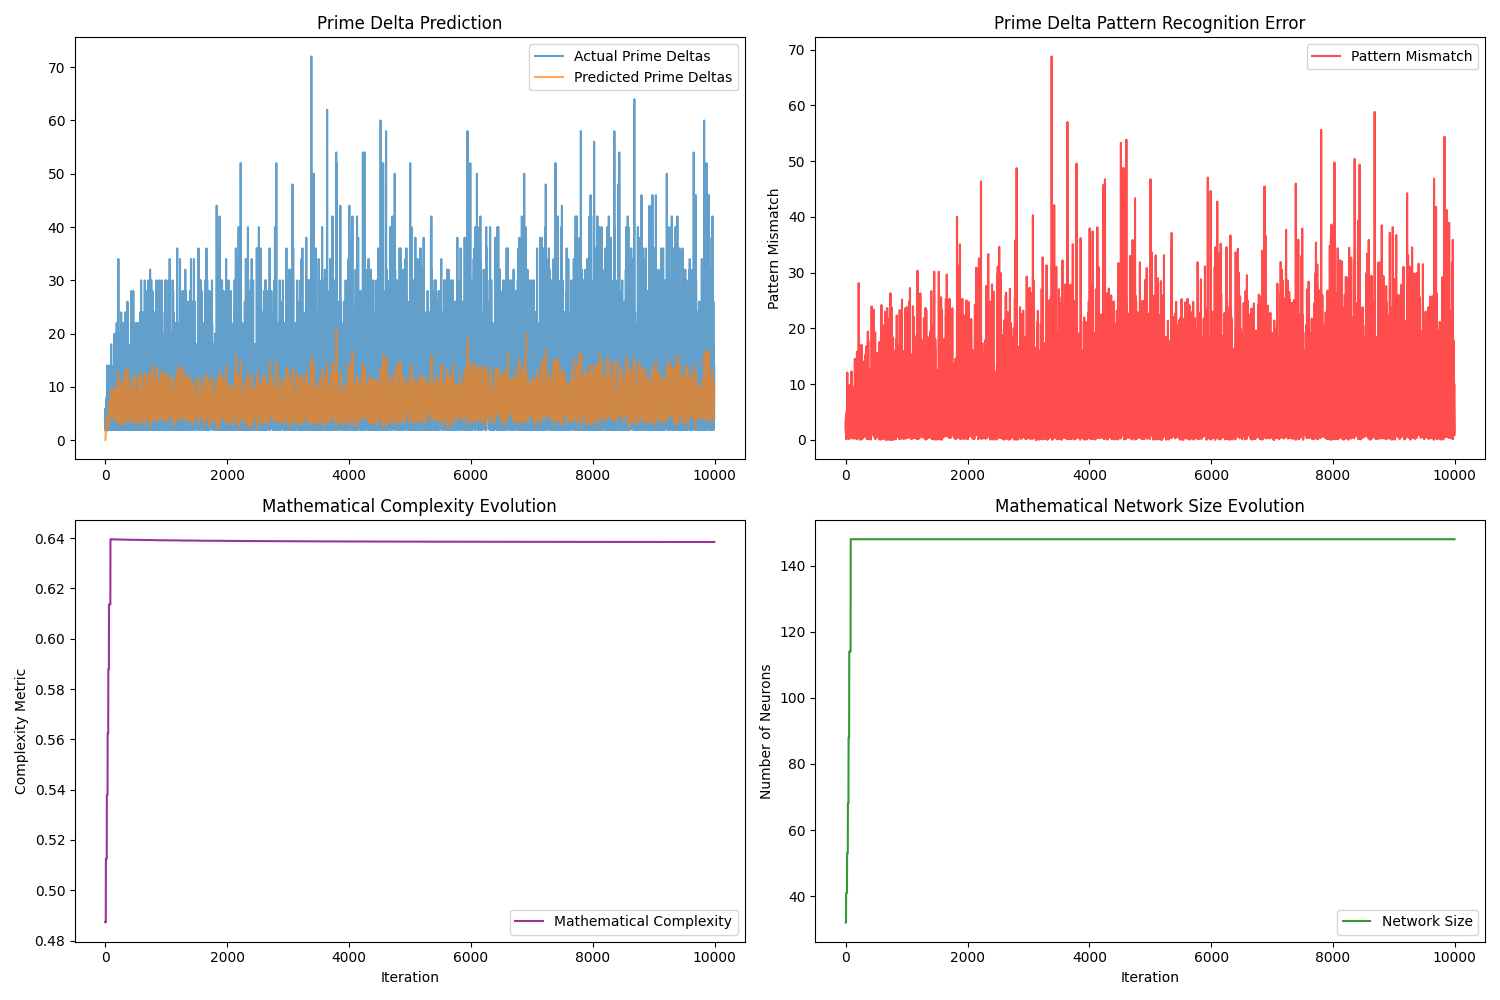 Prime Delta Prediction
Actual Prime Deltas
Predicted Prime Deltas
70
60
50
40
30
20
10
0
0 2000 4000 6000 8000 10000
Prime Delta Pattern Recognition Error
Pattern Mismatch
Pattern Mismatch
70
60
50
40
30
20
10
0
0 2000 4000 6000 8000 10000
Mathematical Complexity Evolution
Complexity Metric
0.64
0.62
0.60
0.58
0.56
0.54
0.52
0.50
0.48
Mathematical Complexity
0 2000 4000 6000 8000 10000
Iteration
Mathematical Network Size Evolution
Number of Neurons
140
120
100
80
60
40
Network Size
0 2000 4000 6000 8000 10000
Iteration